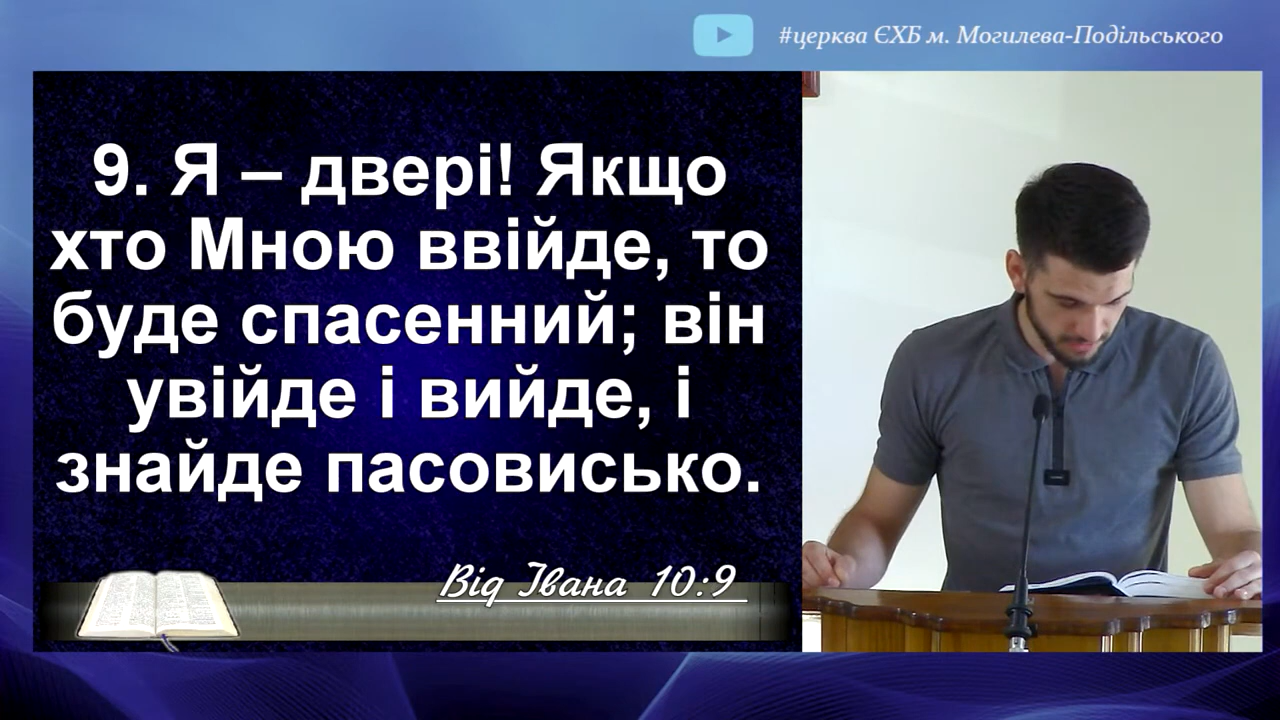 #церква ЄХБ м. Могилева-Подільського
9. Я – двері! Якщо
хто Мною ввійде, то
буде спасенний; він
увійде і вийде, і
знайде пасовисько.
Від Івана 10:9